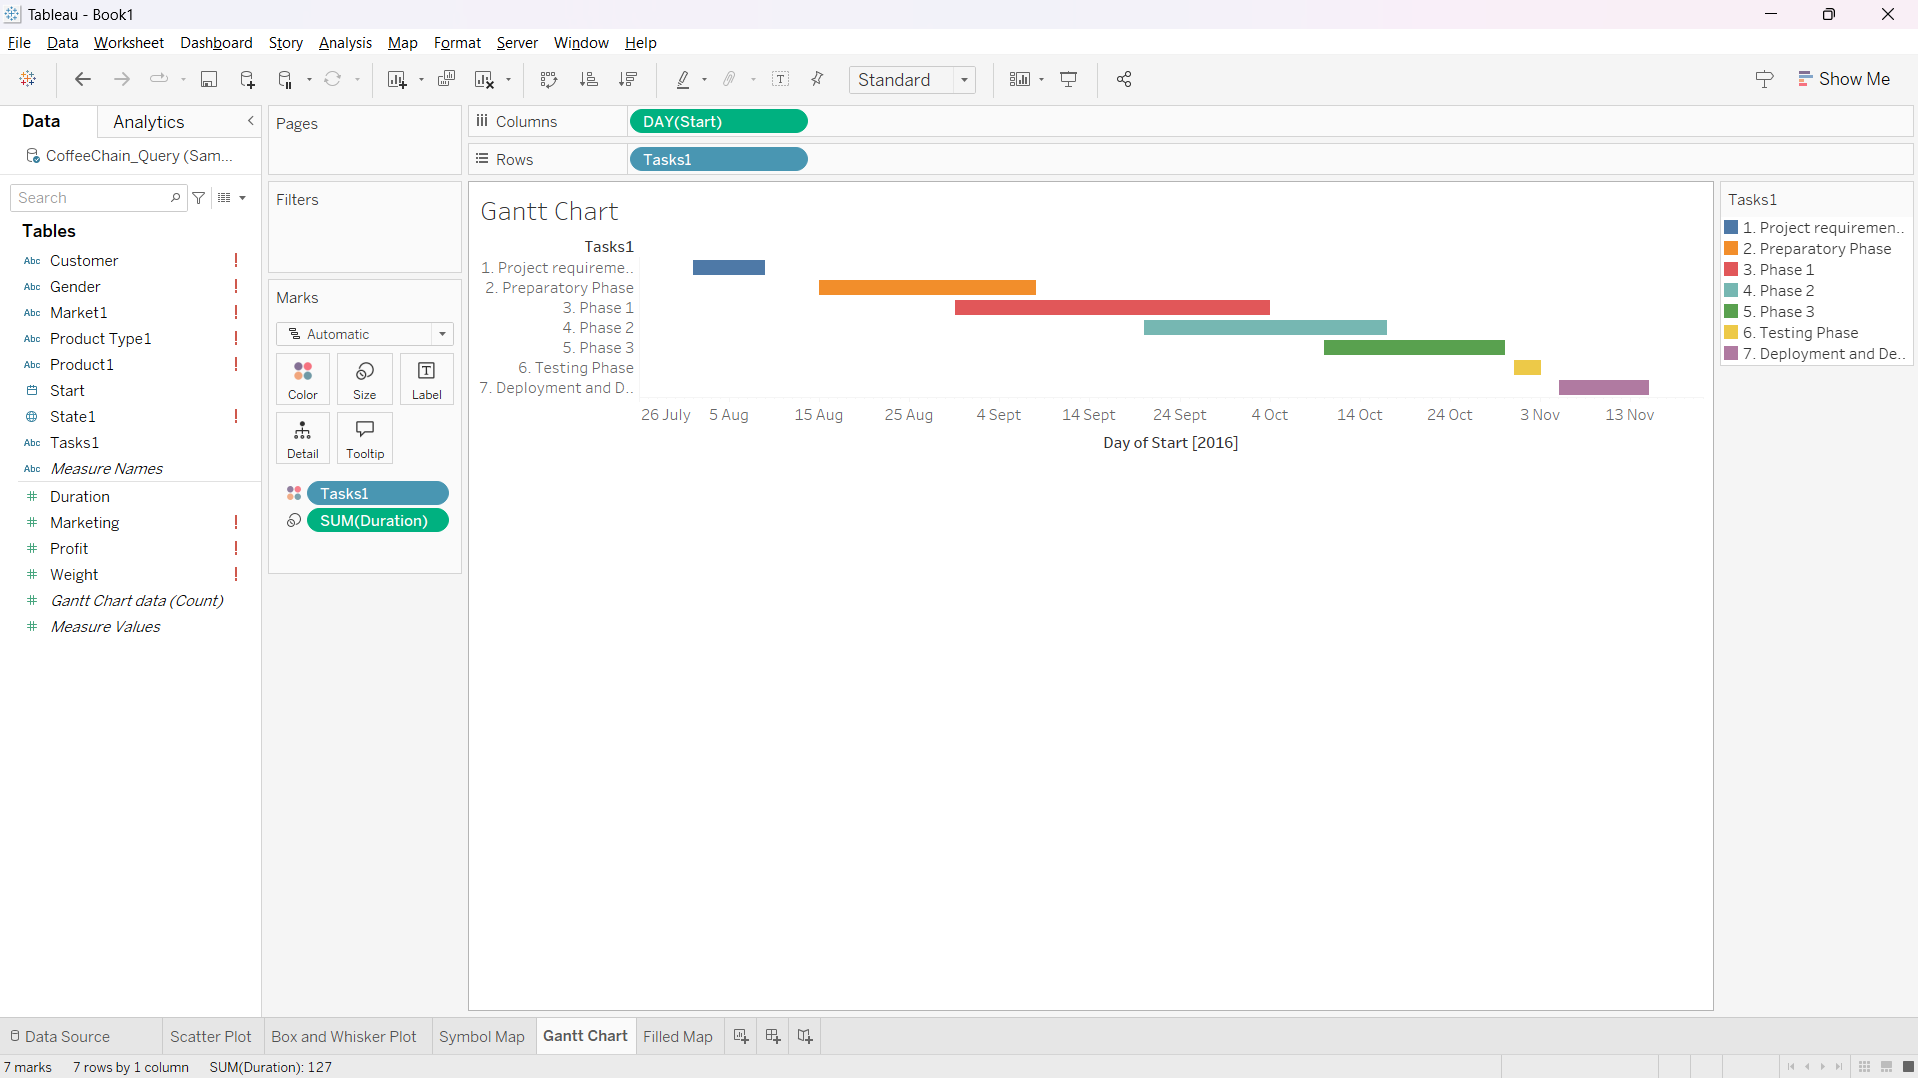 Tableau - Book1
File Data Worksheet Dashboard Story Analysis Map Format Server Window Help
Standard
Show Me
Data
Analytics
CoffeeChain_Query (Sam...
Search
Tables
Abc Customer !
Abc Gender !
Abc Market1 !
Abc Product Type1 !
Abc Product1 !
Start
State1 !
Abc Tasks1
Abc Measure Names
# Duration
# Marketing !
# Profit !
# Weight !
# Gantt Chart data (Count)
# Measure Values
Pages
Filters
Marks
Automatic
Color
Size
T
Label
Detail
Tooltip
Tasks1
SUM(Duration)
Columns
DAY(Start)
Rows
Tasks1
Gantt Chart
Tasks1
1. Project requireme..
2. Preparatory Phase
3. Phase 1
4. Phase 2
5. Phase 3
6. Testing Phase
7. Deployment and D..
26 July 5 Aug 15 Aug 25 Aug 4 Sept 14 Sept 24 Sept 4 Oct 14 Oct 24 Oct 3 Nov 13 Nov
Day of Start [2016]
Tasks1
1. Project requiremen..
2. Preparatory Phase
3. Phase 1
4. Phase 2
5. Phase 3
6. Testing Phase
7. Deployment and De..
Data Source
Scatter Plot
Box and Whisker Plot
Symbol Map
Gantt Chart
Filled Map
7 marks 7 rows by 1 column SUM(Duration): 127